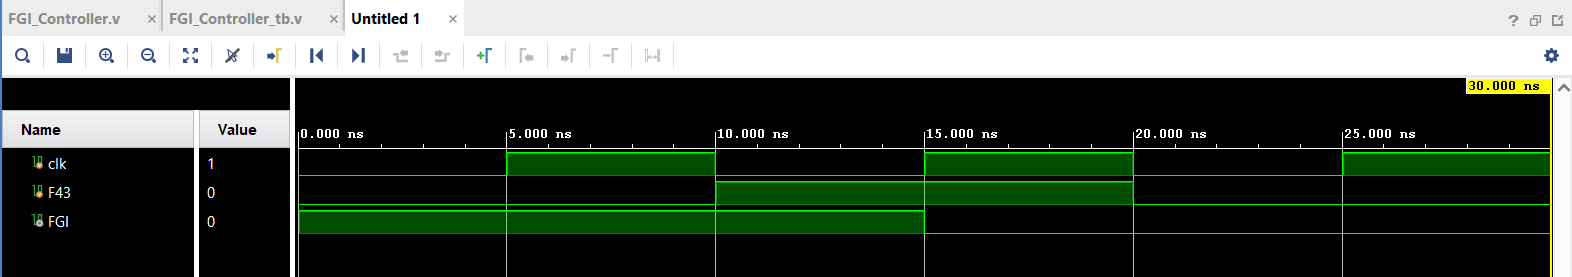 FGI_Controller.v × FGI_Controller_tb.v × Untitled 1 ×
?
30.000 ns
Name Value
0.000 ns 5.000 ns 10.000 ns 15.000 ns 20.000 ns 25.000 ns
clk 1
F43 0
FGI 0